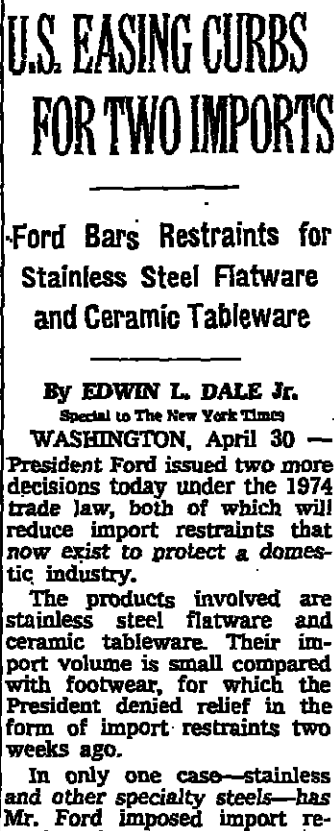 U.S. EASING CURBS
FOR TWO IMPORTS
Ford Bars Restraints for
Stainless Steel Flatware
and Ceramic Tableware
By EDWIN L. DALE Jr.
Special to The New York Times
WASHINGTON, April 30 —
President Ford issued two more
decisions today under the 1974
trade law, both of which will
reduce import restraints that
now exist to protect a domes-
tic industry.
The products involved are
stainless steel flatware and
ceramic tableware. Their im-
port volume is small compared
with footwear, for which the
President denied relief in the
form of import restraints two
weeks ago.
In only one case—stainless
and other specialty steels—has
Mr. Ford imposed import re-